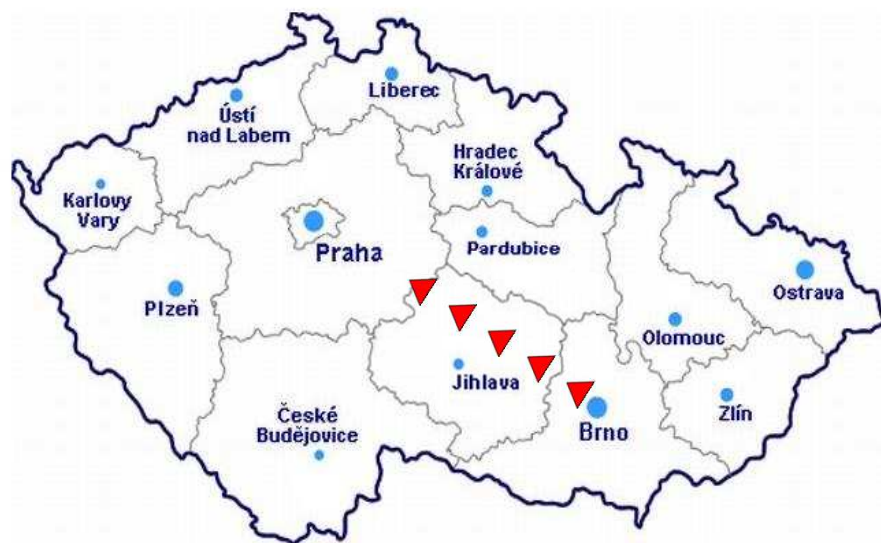 Liberec
Ústí
nad Labem
Hradec
Králové
Karlovy
Vary
Praha
Pardubice
Plzeň
Ostrava
Olomouc
Jihlava
Zlín
České
Budějovice
Brno